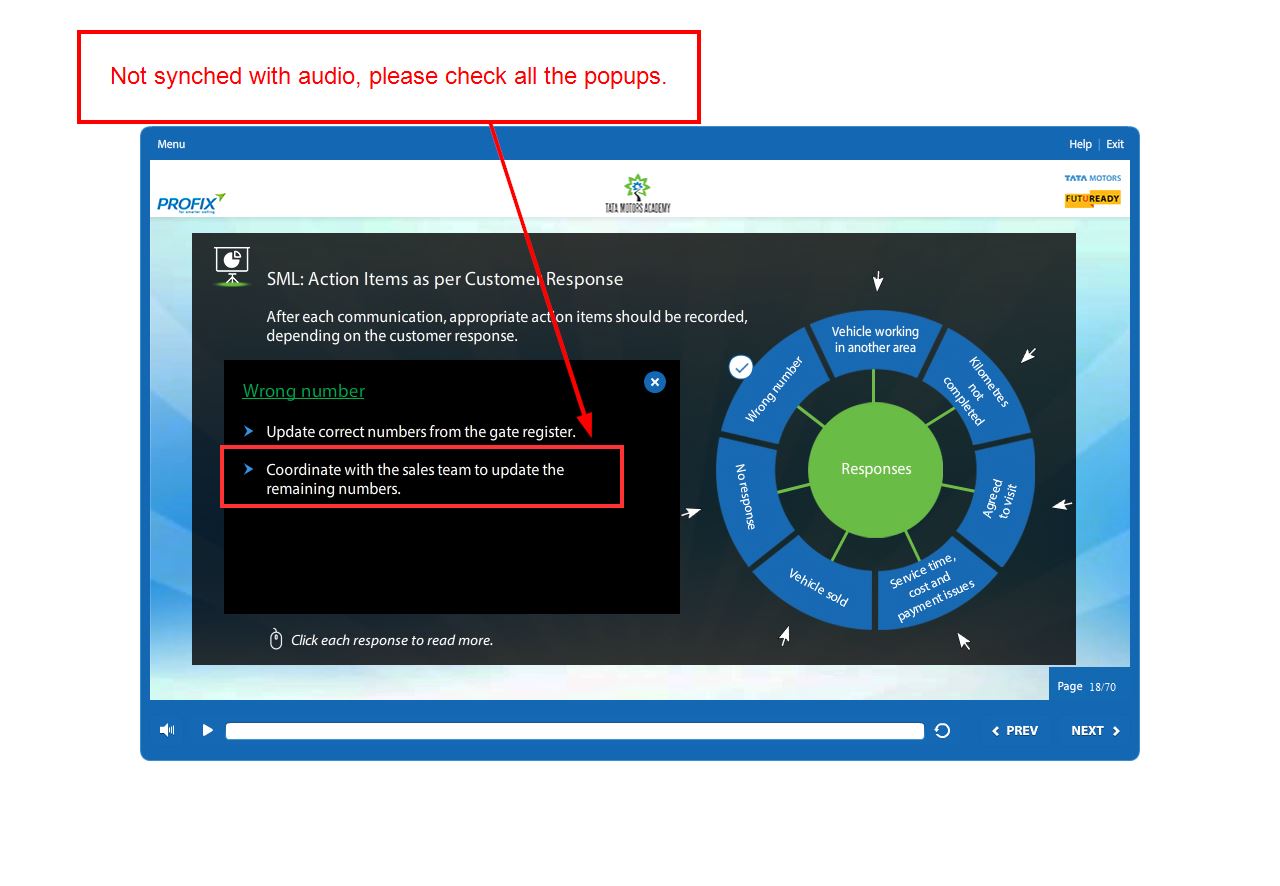 Not synched with audio, please check all the popups.
Menu
Help | Exit
PROFIX
for smarter selling
TATA MOTORS ACADEMY
TATA MOTORS
FUTUREADY
SML: Action Items as per Customer Response
After each communication, appropriate action items should be recorded,
depending on the customer response.
Wrong number
Update correct numbers from the gate register.
Coordinate with the sales team to update the
remaining numbers.
Click each response to read more.
Vehicle working
in another area
Kilometres
not
completed
Agreed
to visit
Service time,
cost and
payment issues
Vehicle sold
No response
Wrong number
Responses
Page 18/70
PREV
NEXT